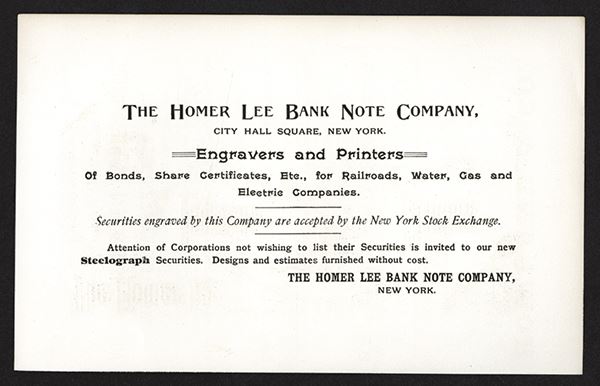 THE HOMER LEE BANK NOTE COMPANY,
CITY HALL SQUARE, NEW YORK.
Engravers and Printers
Of Bonds, Share Certificates, Etc., for Railroads, Water, Gas and
Electric Companies.
Securities engraved by this Company are accepted by the New York Stock Exchange.
Attention of Corporations not wishing to list their Securities is invited to our new
Steelograph Securities. Designs and estimates furnished without cost.
THE HOMER LEE BANK NOTE COMPANY,
NEW YORK.